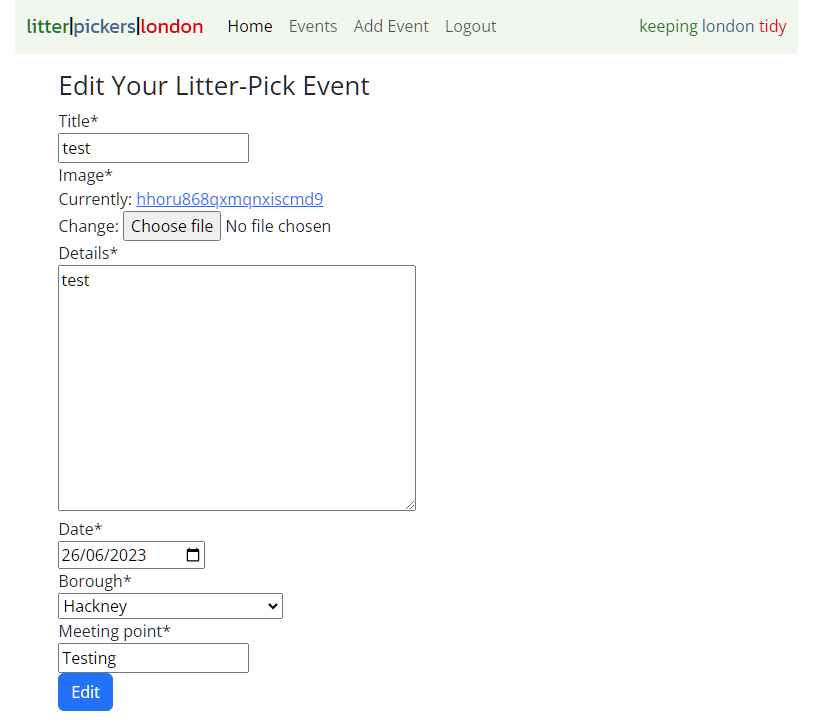 litter|pickers|london Home Events Add Event Logout keeping london tidy
Edit Your Litter-Pick Event
Title*
test
Image*
Currently: hhoru868qxmqnxiscmd9
Change: Choose file No file chosen
Details*
test
Date*
26/06/2023
Borough*
Hackney
Meeting point*
Testing
Edit